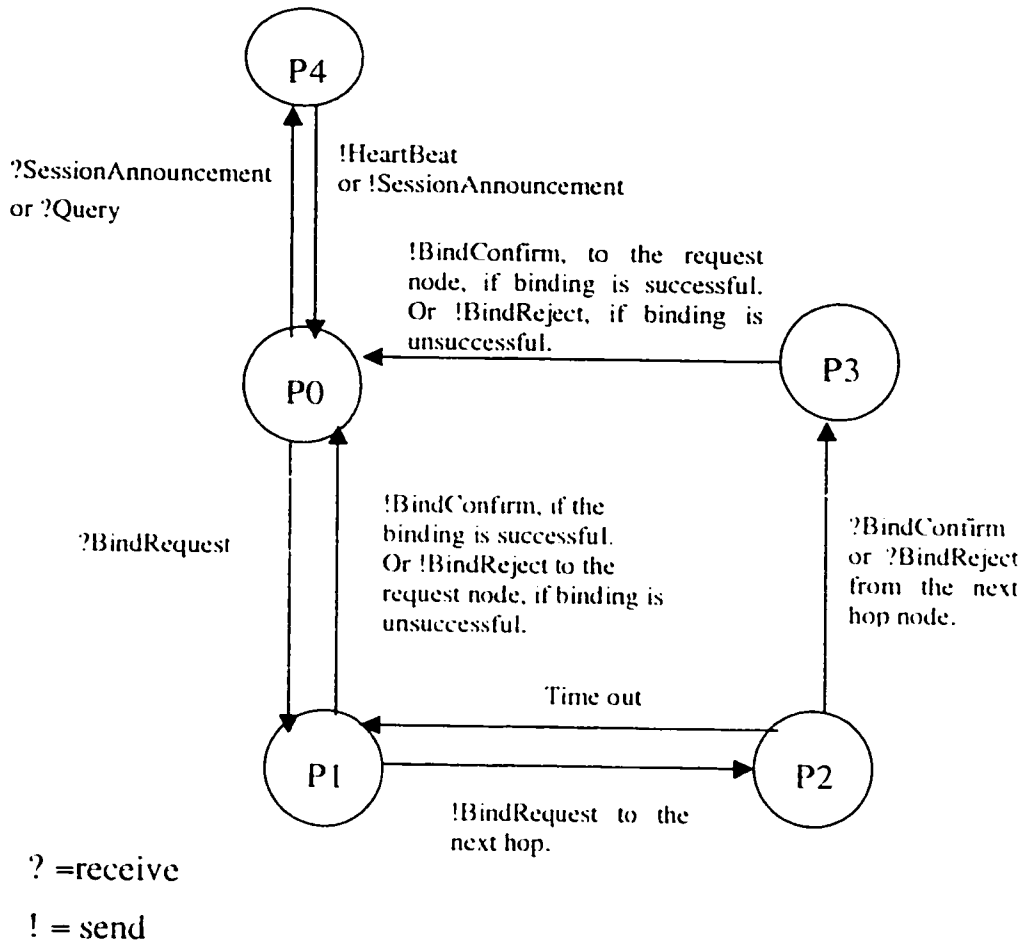 P4
?SessionAnnouncement
or ?Query
!HeartBeat
or !SessionAnnouncement
!BindConfirm, to the request
node, if binding is successful.
Or !BindReject, if binding is
unsuccessful.
P3
P0
?BindRequest
!BindConfirm, if the
binding is successful.
Or !BindReject to the
request node, if binding is
unsuccessful.
?BindConfirm
or ?BindReject
from the next
hop node.
Time out
P1
P2
!BindRequest to the
next hop.
? =receive
! = send